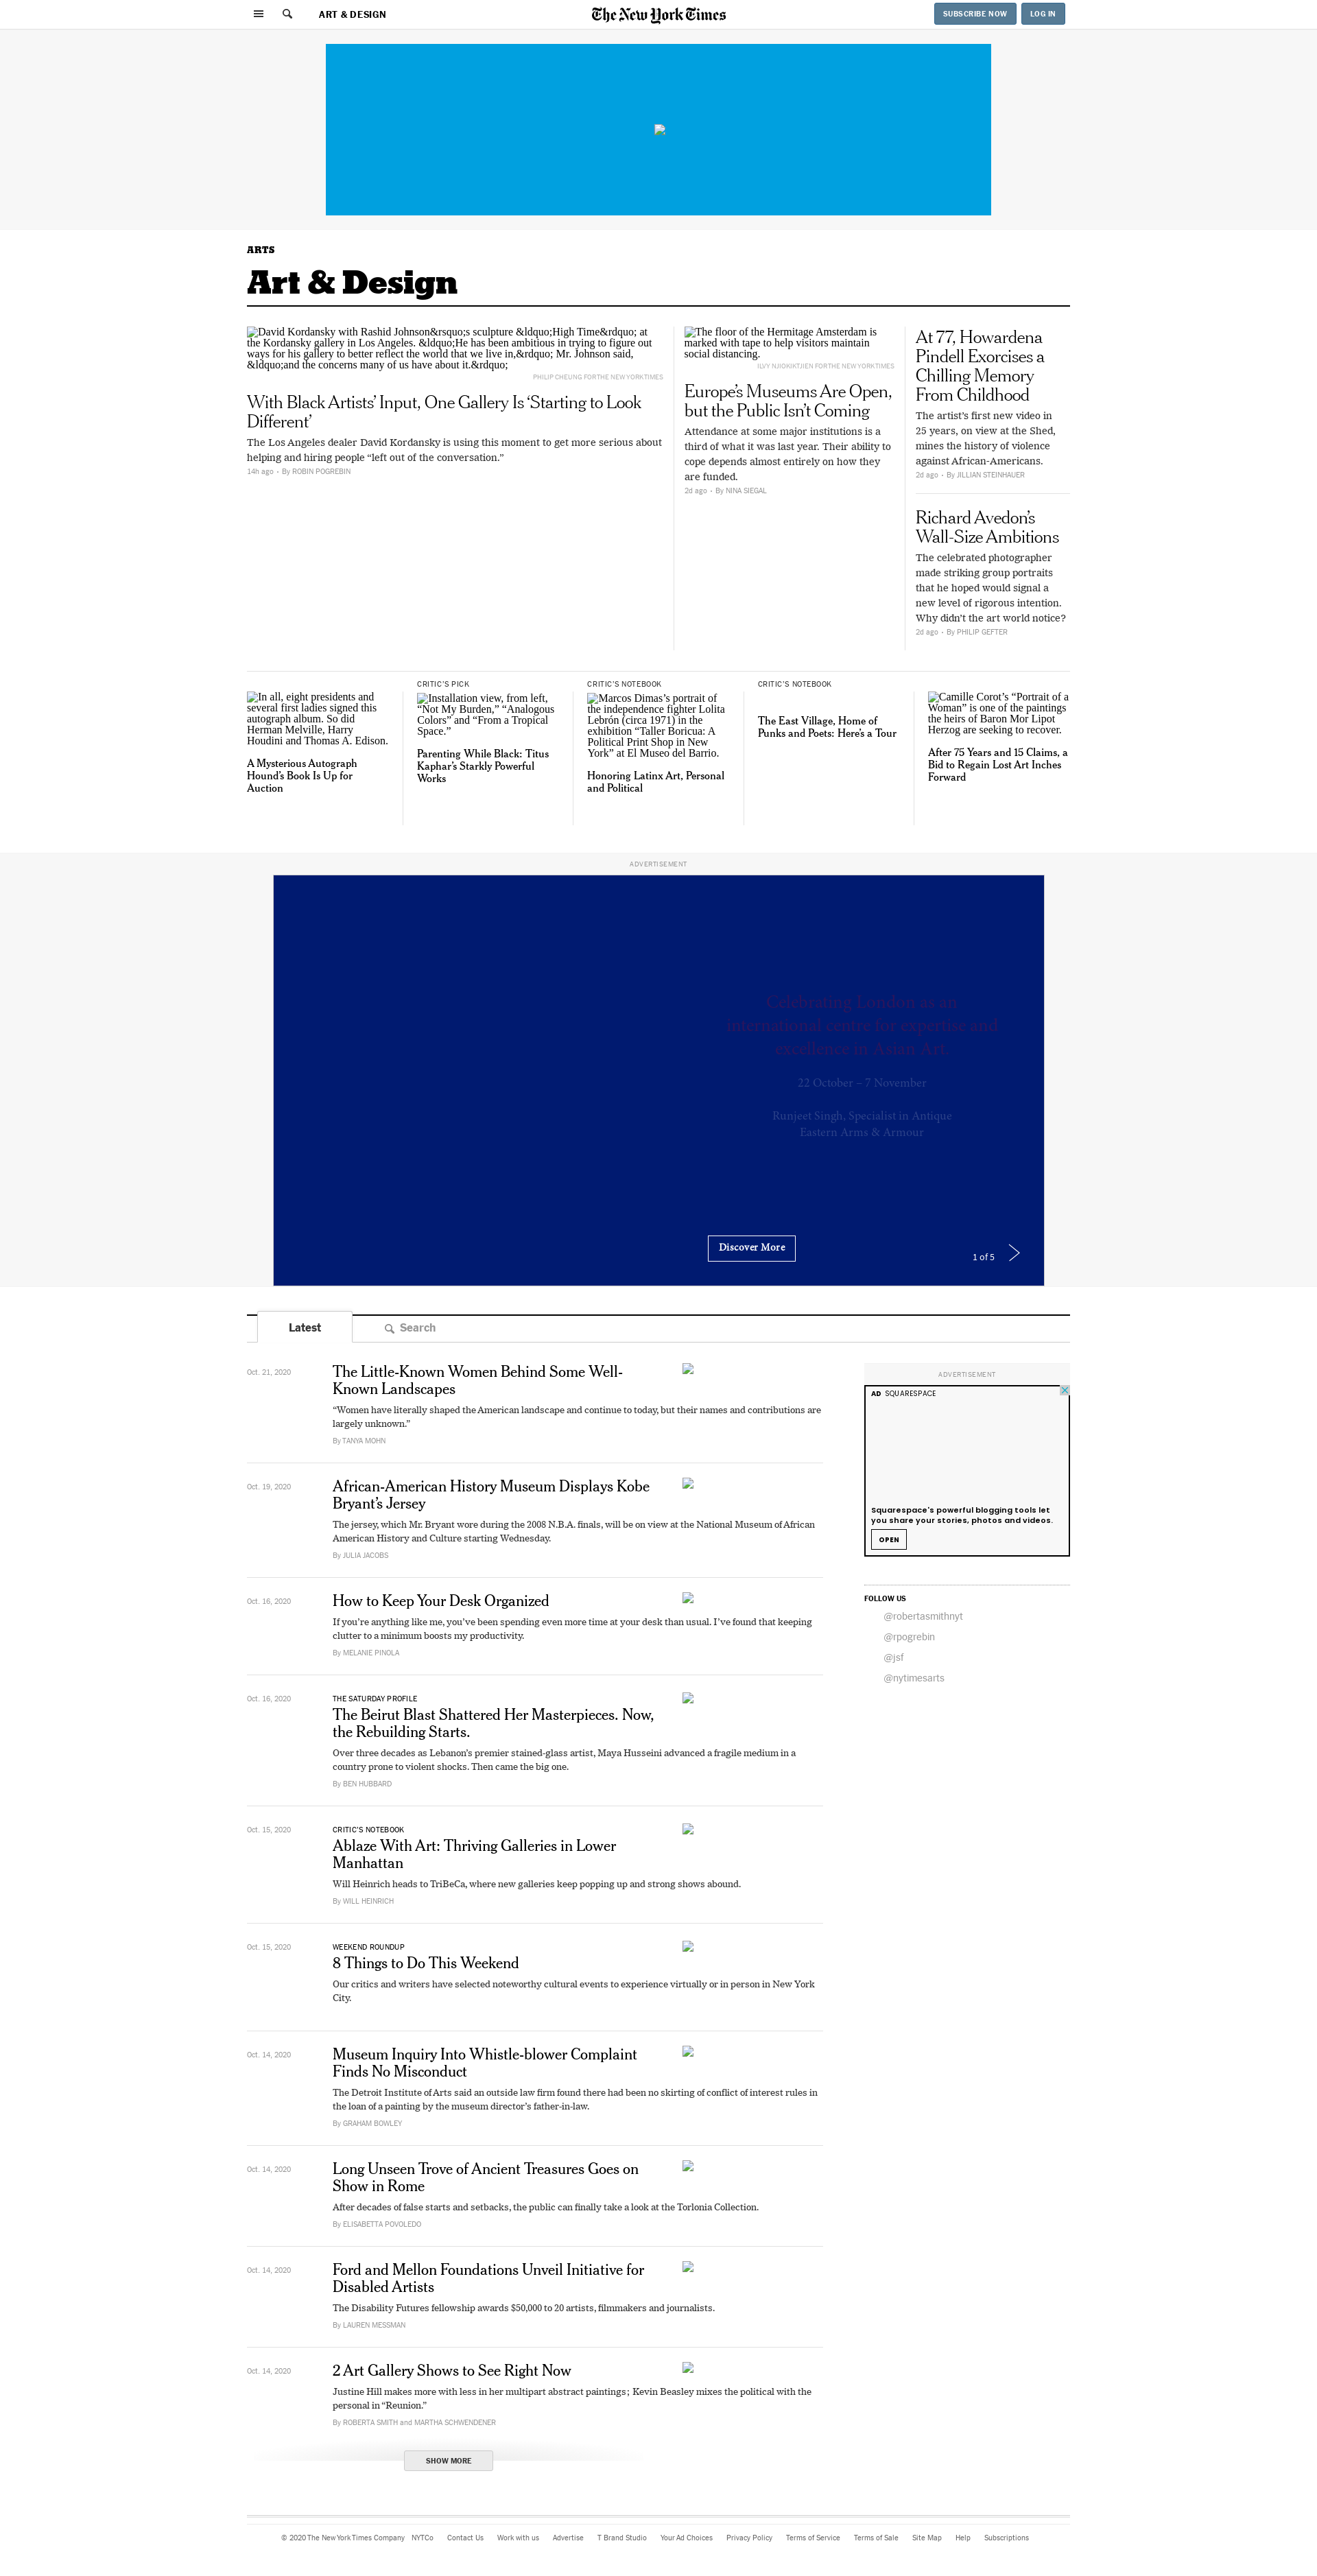 ART & DESIGN
The New York Times
SUBSCRIBE NOW
LOG IN
ARTS
Art & Design
David Kordansky with Rashid Johnson&rsquo;s sculpture &ldquo;High Time&rdquo; at
the Kordansky gallery in Los Angeles. &ldquo;He has been ambitious in trying to figure out
ways for his gallery to better reflect the world that we live in,&rdquo; Mr. Johnson said,
&ldquo;and the concerns many of us have about it.&rdquo;
PHILIP CHEUNG FOR THE NEW YORK TIMES
With Black Artists’ Input, One Gallery Is ‘Starting to Look
Different’
The Los Angeles dealer David Kordansky is using this moment to get more serious about
helping and hiring people “left out of the conversation.”
14h ago • By ROBIN POGREBIN
The floor of the Hermitage Amsterdam is
marked with tape to help visitors maintain
social distancing.
ILVY NJIOKIKTJIEN FOR THE NEW YORK TIMES
Europe’s Museums Are Open,
but the Public Isn’t Coming
Attendance at some major institutions is a
third of what it was last year. Their ability to
cope depends almost entirely on how they
are funded.
2d ago • By NINA SIEGAL
At 77, Howardena
Pindell Exorcises a
Chilling Memory
From Childhood
The artist’s first new video in
25 years, on view at the Shed,
mines the history of violence
against African-Americans.
2d ago • By JILLIAN STEINHAUER
Richard Avedon’s
Wall-Size Ambitions
The celebrated photographer
made striking group portraits
that he hoped would signal a
new level of rigorous intention.
Why didn’t the art world notice?
2d ago • By PHILIP GEFTER
In all, eight presidents and
several first ladies signed this
autograph album. So did
Herman Melville, Harry
Houdini and Thomas A. Edison.
A Mysterious Autograph
Hound’s Book Is Up for
Auction
CRITIC’S PICK
Installation view, from left,
“Not My Burden,” “Analogous
Colors” and “From a Tropical
Space.”
Parenting While Black: Titus
Kaphar’s Starkly Powerful
Works
CRITIC’S NOTEBOOK
Marcos Dimas’s portrait of
the independence fighter Lolita
Lebrón (circa 1971) in the
exhibition “Taller Boricua: A
Political Print Shop in New
York” at El Museo del Barrio.
Honoring Latinx Art, Personal
and Political
CRITIC’S NOTEBOOK
The East Village, Home of
Punks and Poets: Here’s a Tour
Camille Corot’s “Portrait of a
Woman” is one of the paintings
the heirs of Baron Mor Lipot
Herzog are seeking to recover.
After 75 Years and 15 Claims, a
Bid to Regain Lost Art Inches
Forward
ADVERTISEMENT
Celebrating London as an
international centre for expertise and
excellence in Asian Art
22 October – 7 November
Runjeet Singh, Specialist in Antique
Eastern Arms & Armour
Discover More
1 of 5
Latest
Search
Oct. 21, 2020
The Little-Known Women Behind Some Well-
Known Landscapes
“Women have literally shaped the American landscape and continue to today, but their names and contributions are
largely unknown.”
By TANYA MOHN
Oct. 19, 2020
African-American History Museum Displays Kobe
Bryant’s Jersey
The jersey, which Mr. Bryant wore during the 2008 N.B.A. finals, will be on view at the National Museum of African
American History and Culture starting Wednesday.
By JULIA JACOBS
Oct. 16, 2020
How to Keep Your Desk Organized
If you’re anything like me, you’ve been spending even more time at your desk than usual. I’ve found that keeping
clutter to a minimum boosts my productivity.
By MELANIE PINOLA
Oct. 16, 2020
THE SATURDAY PROFILE
The Beirut Blast Shattered Her Masterpieces. Now,
the Rebuilding Starts.
Over three decades as Lebanon’s premier stained-glass artist, Maya Husseini advanced a fragile medium in a
country prone to violent shocks. Then came the big one.
By BEN HUBBARD
Oct. 15, 2020
CRITIC’S NOTEBOOK
Ablaze With Art: Thriving Galleries in Lower
Manhattan
Will Heinrich heads to TriBeCa, where new galleries keep popping up and strong shows abound.
By WILL HEINRICH
Oct. 15, 2020
WEEKEND ROUNDUP
8 Things to Do This Weekend
Our critics and writers have selected noteworthy cultural events to experience virtually or in person in New York
City.
Oct. 14, 2020
Museum Inquiry Into Whistle-blower Complaint
Finds No Misconduct
The Detroit Institute of Arts said an outside law firm found there had been no skirting of conflict of interest rules in
the loan of a painting by the museum director’s father-in-law.
By GRAHAM BOWLEY
Oct. 14, 2020
Long Unseen Trove of Ancient Treasures Goes on
Show in Rome
After decades of false starts and setbacks, the public can finally take a look at the Torlonia Collection.
By ELISABETTA POVOLEDO
Oct. 14, 2020
Ford and Mellon Foundations Unveil Initiative for
Disabled Artists
The Disability Futures fellowship awards $50,000 to 20 artists, filmmakers and journalists.
By LAUREN MESSMAN
Oct. 14, 2020
2 Art Gallery Shows to See Right Now
Justine Hill makes more with less in her multipart abstract paintings; Kevin Beasley mixes the political with the
personal in “Reunion.”
By ROBERTA SMITH and MARTHA SCHWENDENER
SHOW MORE
ADVERTISEMENT
AD SQUARESPACE
Squarespace's powerful blogging tools let
you share your stories, photos and videos.
OPEN
FOLLOW US
@robertasmithnyt
@rpogrebin
@jsf
@nytimesarts
© 2020 The New York Times Company NYTCo Contact Us Work with us Advertise T Brand Studio Your Ad Choices Privacy Policy Terms of Service Terms of Sale Site Map Help Subscriptions